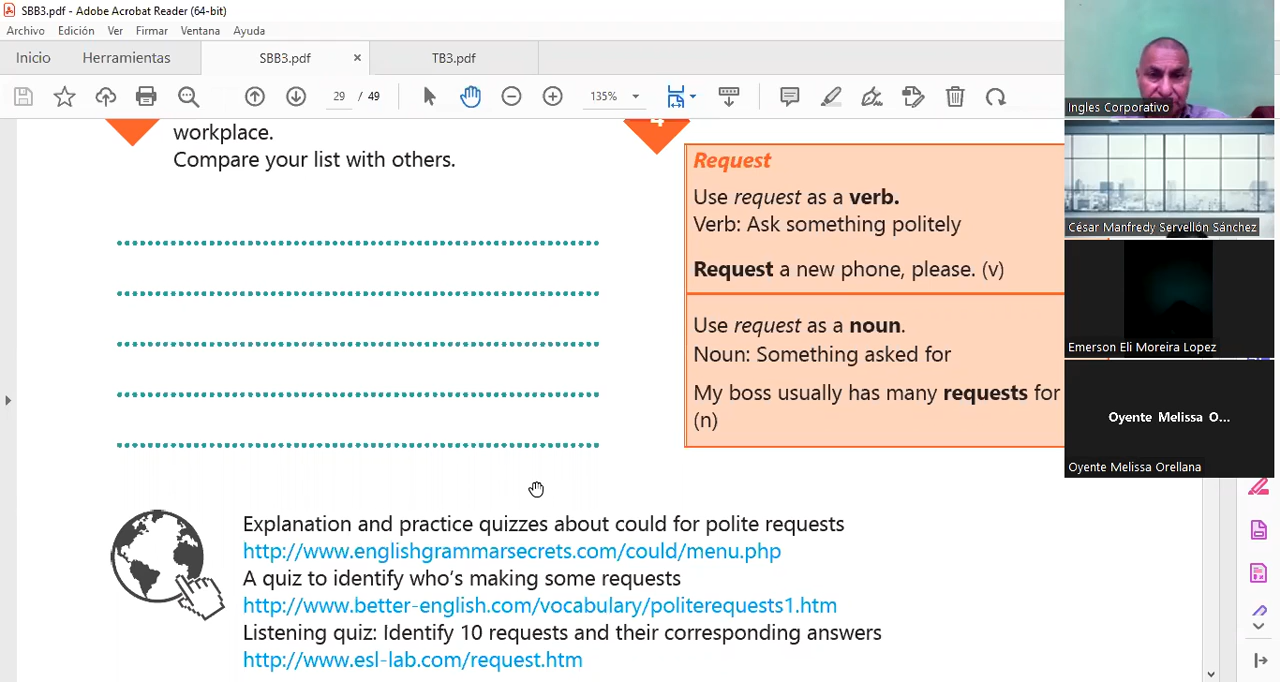 SBB3.pdf - Adobe Acrobat Reader (64-bit)
Archivo Edición Ver Firmar Ventana Ayuda
Inicio Herramientas SBB3.pdf × TB3.pdf
29 / 49 135%
workplace.
Compare your list with others.
4
Request
Use request as a verb.
Verb: Ask something politely
Request a new phone, please. (v)
Use request as a noun.
Noun: Something asked for
My boss usually has many requests for
(n)
Explanation and practice quizzes about could for polite requests
http://www.englishgrammarsecrets.com/could/menu.php
A quiz to identify who's making some requests
http://www.better-english.com/vocabulary/politerequests1.htm
Listening quiz: Identify 10 requests and their corresponding answers
http://www.esl-lab.com/request.htm
Ingles Corporativo
César Manfredy Servellón Sánchez
Emerson Eli Moreira Lopez
Oyente Melissa O...
Oyente Melissa Orellana